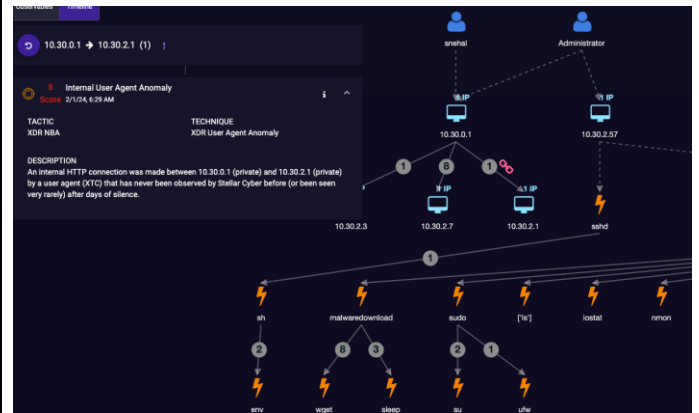 Observables Timeline
10.30.0.1 → 10.30.2.1 (1)
8 Internal User Agent Anomaly
Score 2/1/24, 6:29 AM
TACTIC TECHNIQUE
XDR NBA XDR User Agent Anomaly
DESCRIPTION
An internal HTTP connection was made between 10.30.0.1 (private) and 10.30.2.1 (private)
by a user agent (XTC) that has never been observed by Stellar Cyber before (or been seen
very rarely) after days of silence.
snehal Administrator
IP IP
10.30.0.1 10.30.2.57
1 8 1
IP IP IP
10.30.2.3 10.30.2.7 10.30.2.1 sshd
1
sh malwaredownload sudo ['ls'] iostat nmon
2 8 3 2 1
env wget sleep su ufw